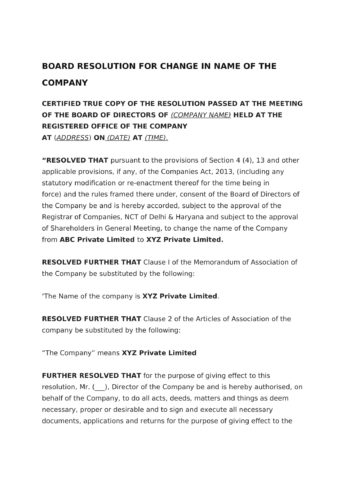 BOARD RESOLUTION FOR CHANGE IN NAME OF THE
COMPANY
CERTIFIED TRUE COPY OF THE RESOLUTION PASSED AT THE MEETING
OF THE BOARD OF DIRECTORS OF (COMPANY NAME) HELD AT THE
REGISTERED OFFICE OF THE COMPANY
AT (ADDRESS) ON (DATE) AT (TIME).
“RESOLVED THAT pursuant to the provisions of Section 4 (4), 13 and other
applicable provisions, if any, of the Companies Act, 2013, (including any
statutory modification or re-enactment thereof for the time being in
force) and the rules framed there under, consent of the Board of Directors of
the Company be and is hereby accorded, subject to the approval of the
Registrar of Companies, NCT of Delhi & Haryana and subject to the approval
of Shareholders in General Meeting, to change the name of the Company
from ABC Private Limited to XYZ Private Limited.
RESOLVED FURTHER THAT Clause I of the Memorandum of Association of
the Company be substituted by the following:
'The Name of the company is XYZ Private Limited.
RESOLVED FURTHER THAT Clause 2 of the Articles of Association of the
company be substituted by the following:
“The Company” means XYZ Private Limited
FURTHER RESOLVED THAT for the purpose of giving effect to this
resolution, Mr. (___), Director of the Company be and is hereby authorised, on
behalf of the Company, to do all acts, deeds, matters and things as deem
necessary, proper or desirable and to sign and execute all necessary
documents, applications and returns for the purpose of giving effect to the